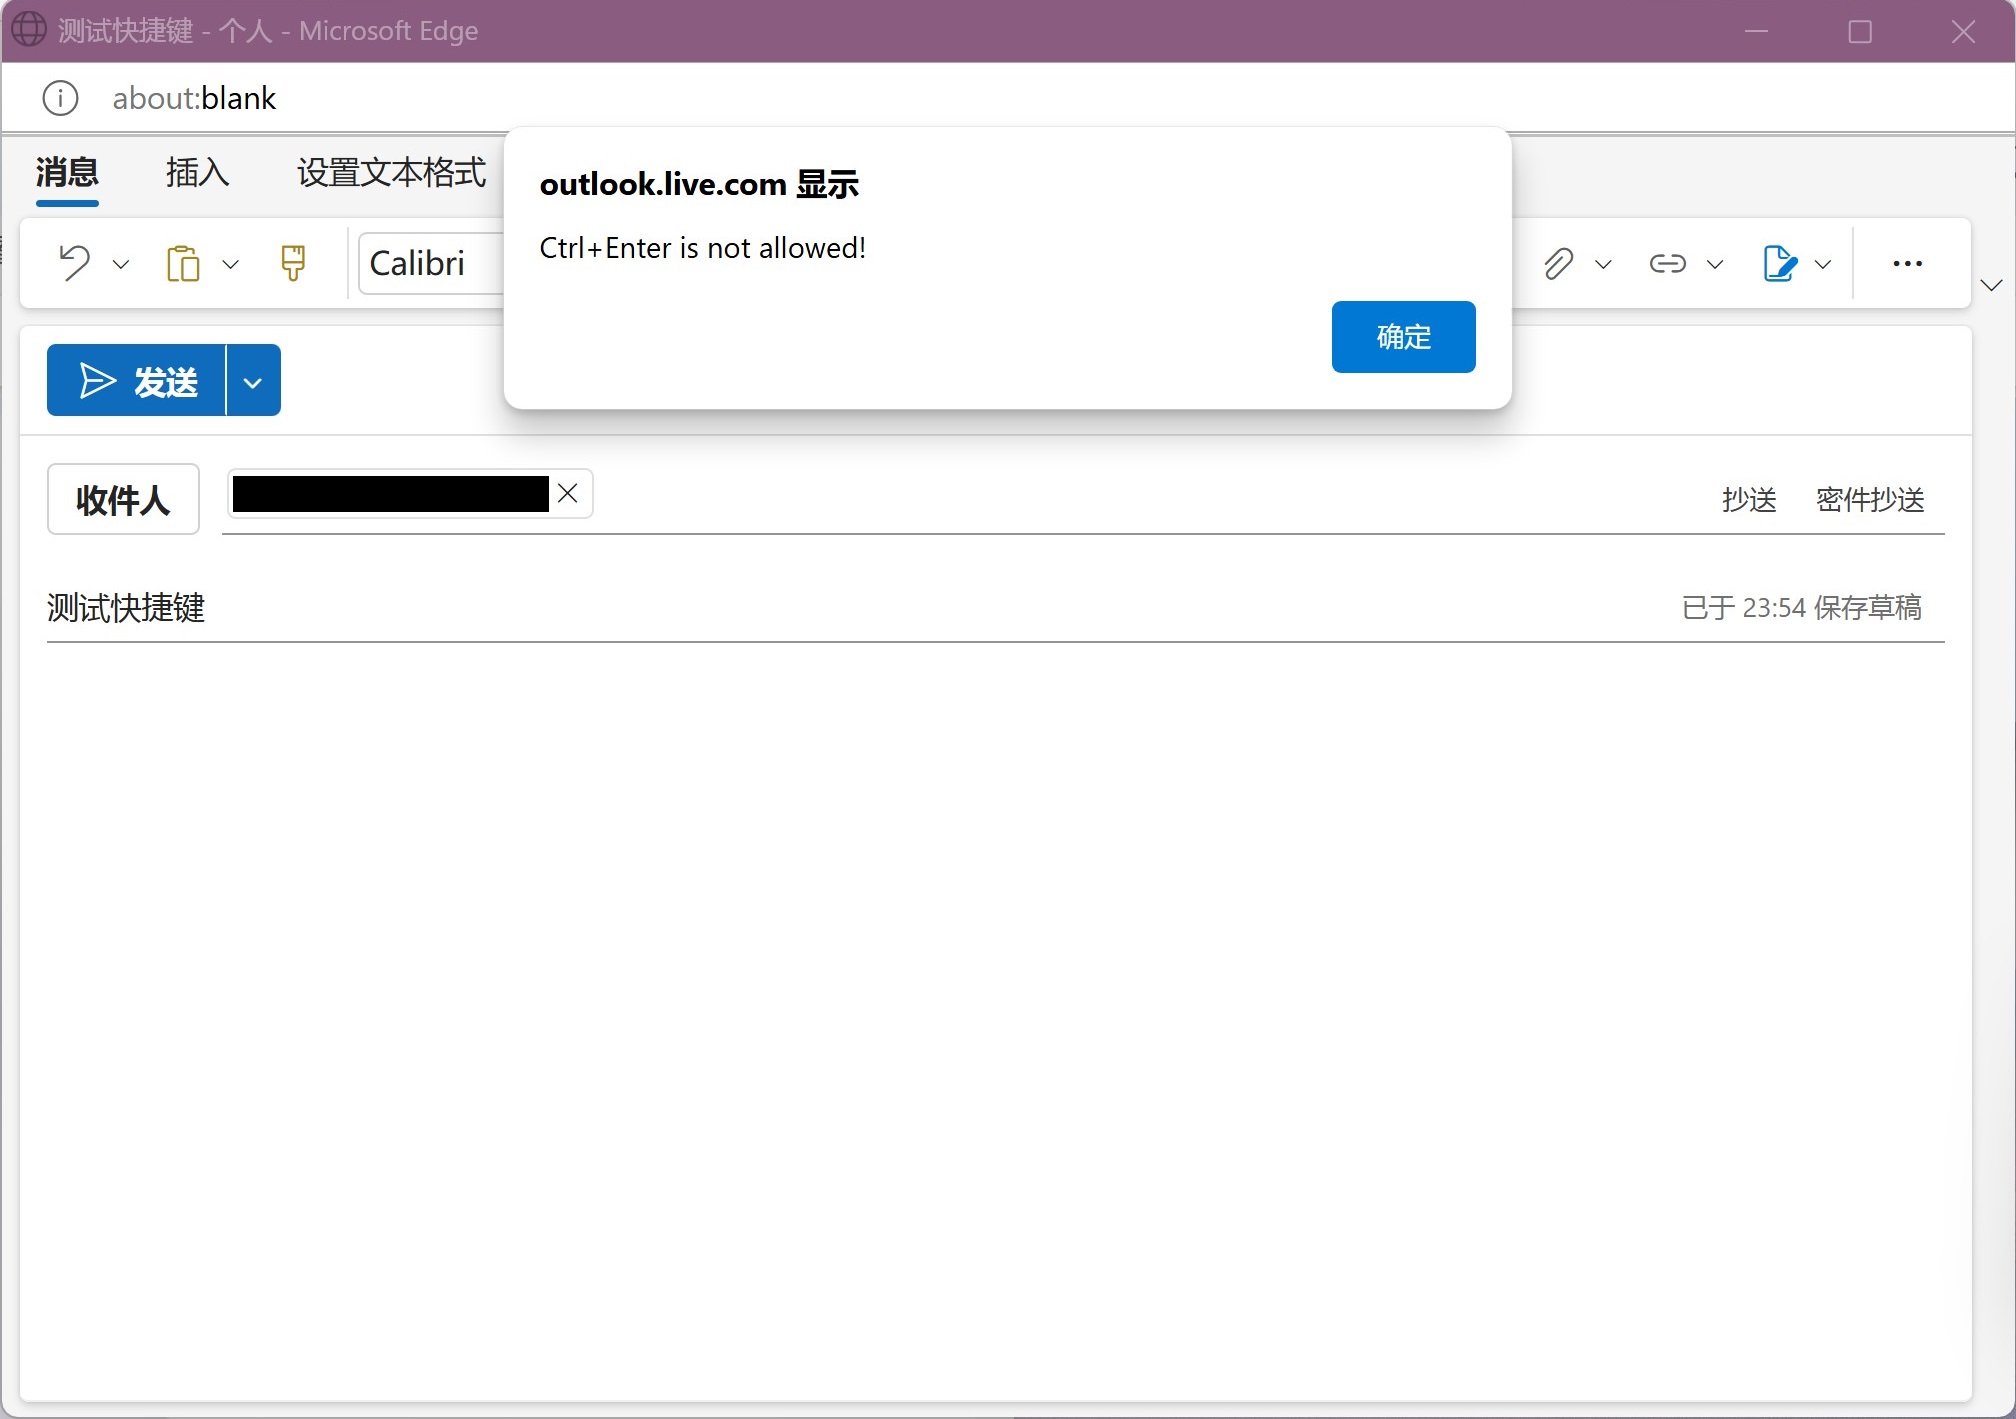 测试快捷键 - 个人 - Microsoft Edge
about:blank
消息 插入 设置文本格式
outlook.live.com 显示
Ctrl+Enter is not allowed!
确定
Calibri
发送
收件人
抄送 密件抄送
测试快捷键
已于 23:54 保存草稿